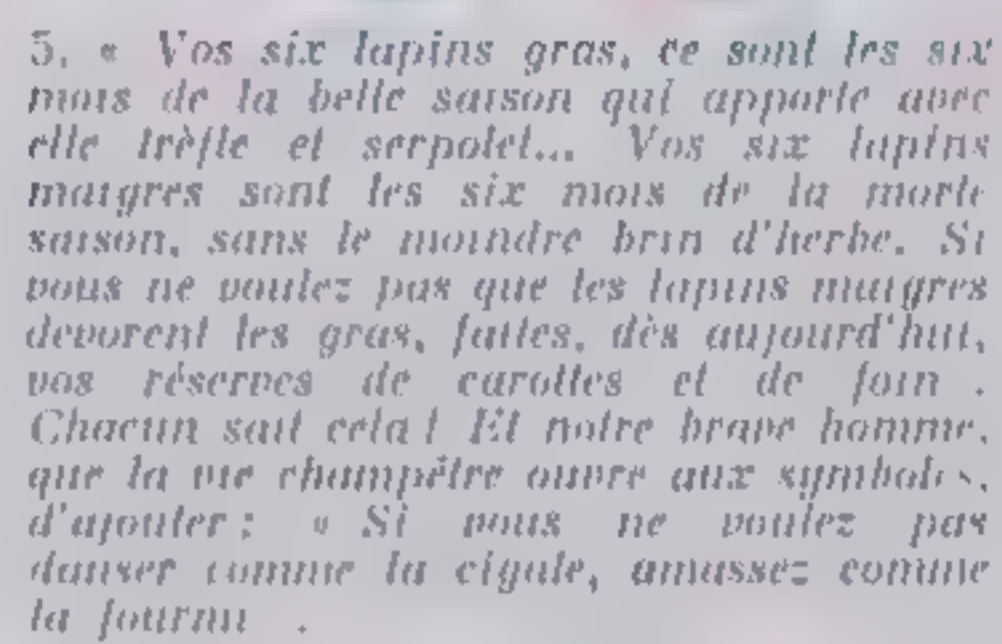 5. « Vos six lapins gras, ce sont les six
mois de la belle saison qui apporte avec
elle trèfle et serpolet... Vos six lapins
maigres sont les six mois de la morte
saison, sans le moindre brin d'herbe. Si
vous ne voulez pas que les lapins maigres
dévorent les gras, faites, dès aujourd'hui,
vos réserves de carottes et de foin .
Chacun sait cela ! Et notre brave homme,
que la vie champêtre ouvre aux symboles,
d'ajouter : « Si vous ne voulez pas
danser comme la cigale, amassez comme
la fourmi .